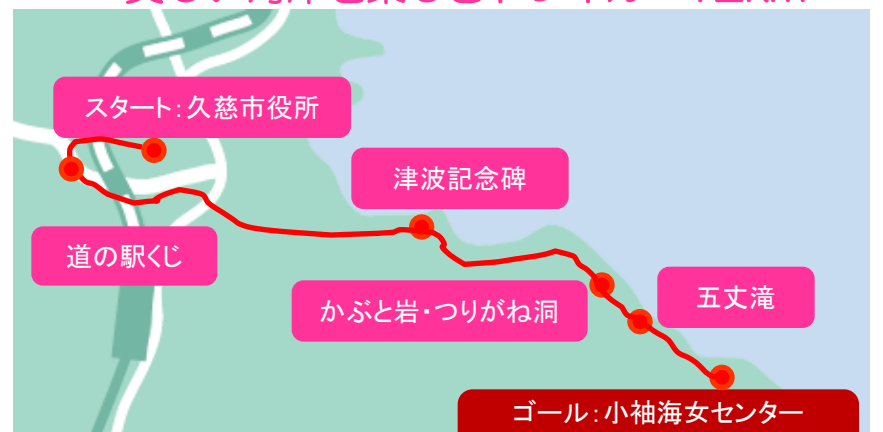 スタート：久慈市役所
津波記念碑
道の駅くじ
かぶと岩・つりがね洞
五丈滝
ゴール：小袖海女センター